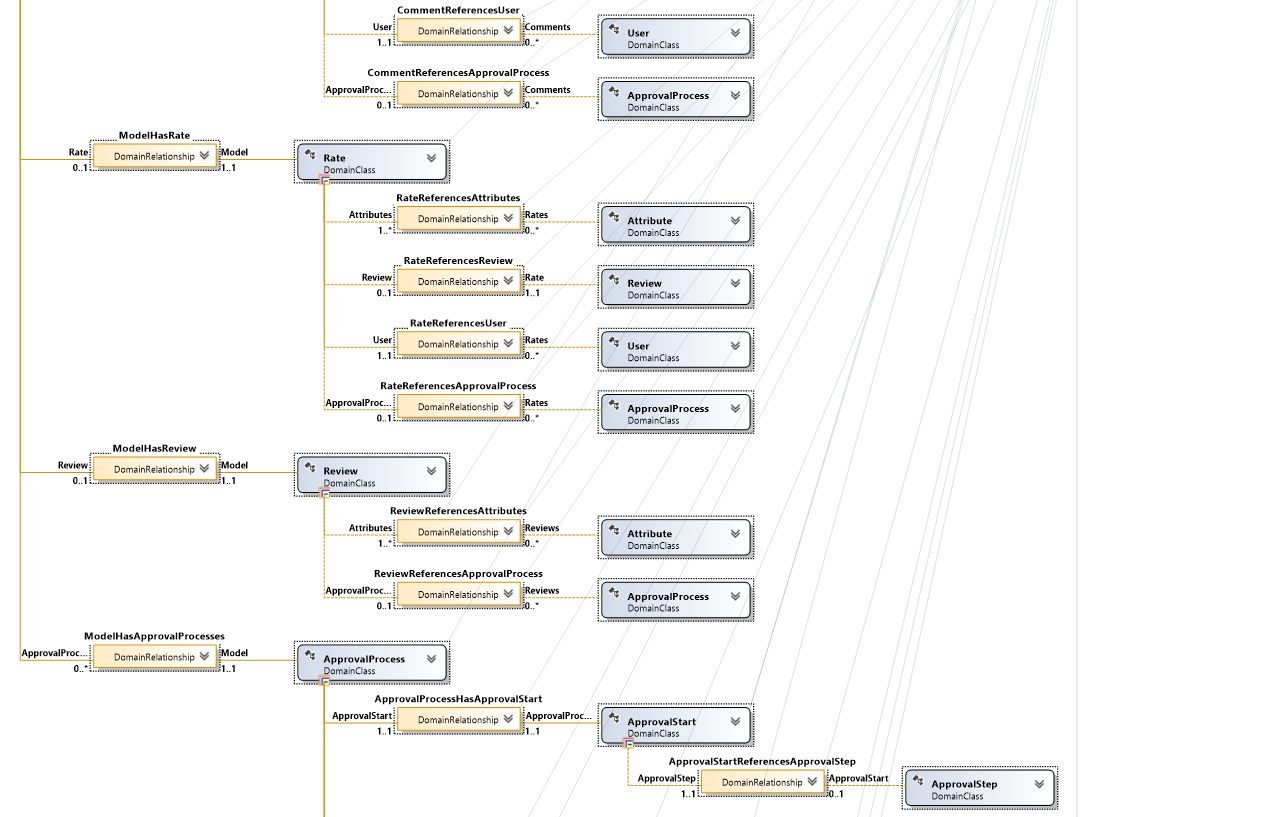 CommentReferencesUser
User
DomainRelationship
Comments
User
1..1
0..*
DomainClass
CommentReferencesApprovalProcess
ApprovalProc...
DomainRelationship
Comments
ApprovalProcess
0..1
0..*
DomainClass
ModelHasRate
Rate
DomainRelationship
Model
Rate
0..1
1..1
DomainClass
RateReferencesAttributes
Attributes
DomainRelationship
Rates
Attribute
1..*
0..*
DomainClass
RateReferencesReview
Review
DomainRelationship
Rate
Review
0..1
1..1
DomainClass
RateReferencesUser
User
DomainRelationship
Rates
User
1..1
0..*
DomainClass
RateReferencesApprovalProcess
ApprovalProc...
DomainRelationship
Rates
ApprovalProcess
0..1
0..*
DomainClass
ModelHasReview
Review
DomainRelationship
Model
Review
0..1
1..1
DomainClass
ReviewReferencesAttributes
Attributes
DomainRelationship
Reviews
Attribute
1..*
0..*
DomainClass
ReviewReferencesApprovalProcess
ApprovalProc...
DomainRelationship
Reviews
ApprovalProcess
0..1
0..*
DomainClass
ModelHasApprovalProcesses
ApprovalProc...
DomainRelationship
Model
ApprovalProcess
0..*
1..1
DomainClass
ApprovalProcessHasApprovalStart
ApprovalStart
DomainRelationship
ApprovalProc...
ApprovalStart
1..1
1..1
DomainClass
ApprovalStartReferencesApprovalStep
ApprovalStep
DomainRelationship
ApprovalStart
ApprovalStep
1..1
0..1
DomainClass